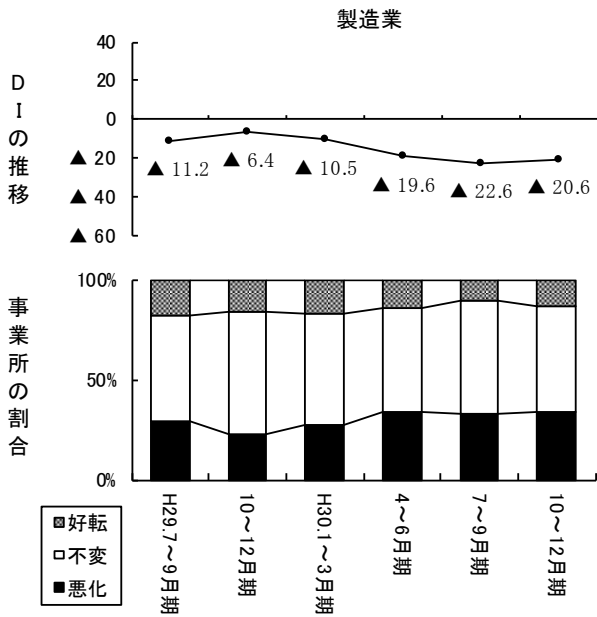 製造業
DIの推移
40
20
0
▲ 20
▲ 40
▲ 60
▲ 11.2
▲ 6.4
▲ 10.5
▲ 19.6
▲ 22.6
▲ 20.6
事業所の割合
100%
50%
0%
H29.7～9月期
10～12月期
H30.1～3月期
4～6月期
7～9月期
10～12月期
好転
不変
悪化